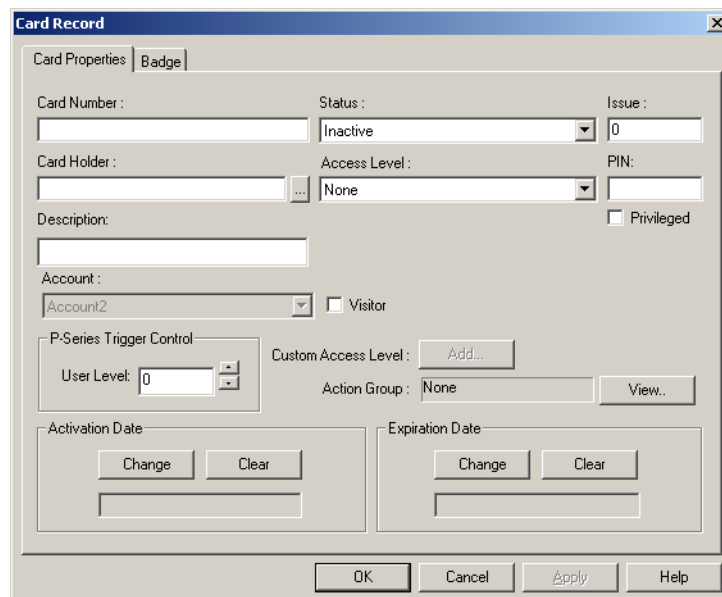 Card Record
Card Properties Badge
Card Number : Status : Issue :
Inactive 0
Card Holder : Access Level : PIN:
... None
Description: Privileged
Account :
Account2 Visitor
P-Series Trigger Control
Custom Access Level : Add...
User Level: 0
Action Group : None View..
Activation Date Expiration Date
Change Clear Change Clear
OK Cancel Apply Help